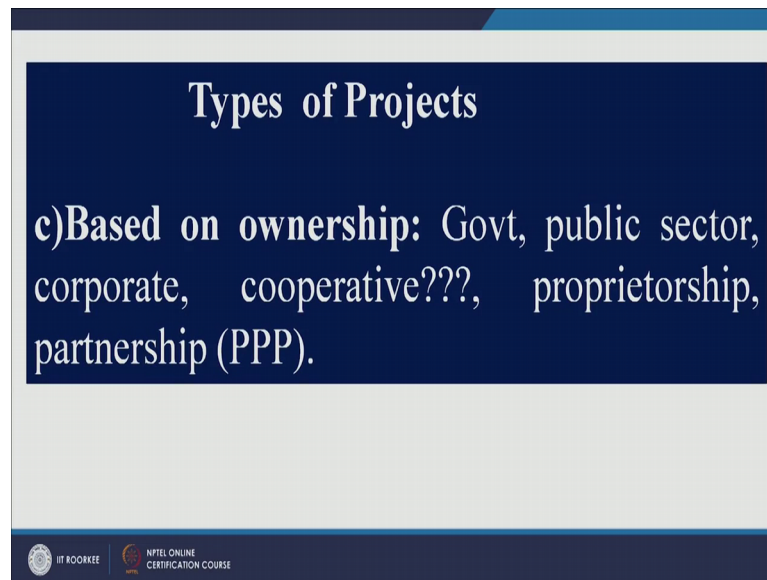 Types of Projects
c)Based on ownership: Govt, public sector,
corporate, cooperative???, proprietorship,
partnership (PPP).
IIT ROORKEE
NPTEL ONLINE
CERTIFICATION COURSE
NPTEL